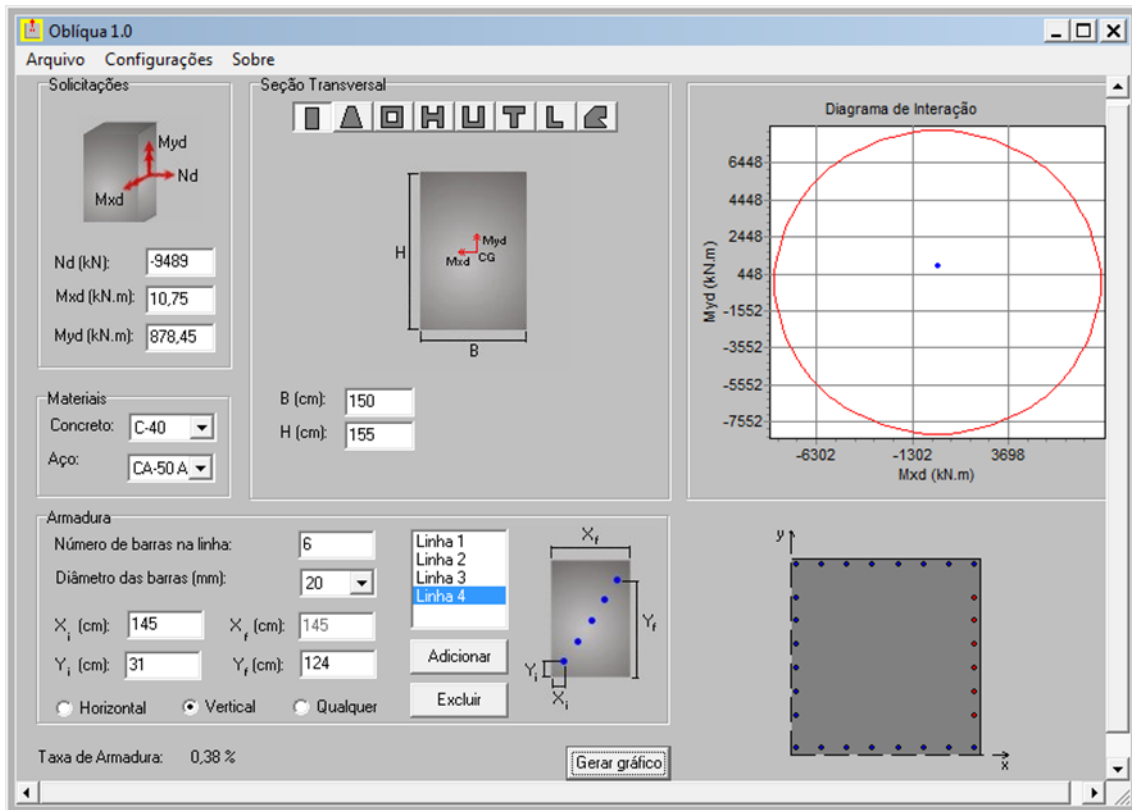 Oblíqua 1.0
Arquivo Configurações Sobre
Solicitações
Myd
Nd
Mxd
Nd (kN): -9489
Mxd (kN.m): 10,75
Myd (kN.m): 878,45
Materiais
Concreto: C-40
Aço: CA-50 A
Seção Transversal
H
Myd
Mxd
CG
B
B (cm): 150
H (cm): 155
Diagrama de Interação
Myd (kN.m)
6448
4448
2448
448
-1552
-3552
-5552
-7552
-6302 -1302 3698
Mxd (kN.m)
Armadura
Número de barras na linha: 6
Diâmetro das barras (mm): 20
Xi (cm): 145 Xf (cm): 145
Yi (cm): 31 Yf (cm): 124
Horizontal Vertical Qualquer
Linha 1
Linha 2
Linha 3
Linha 4
Adicionar
Excluir
Xf
Yf
Yi
Xi
y
x
Taxa de Armadura: 0,38 %
Gerar gráfico